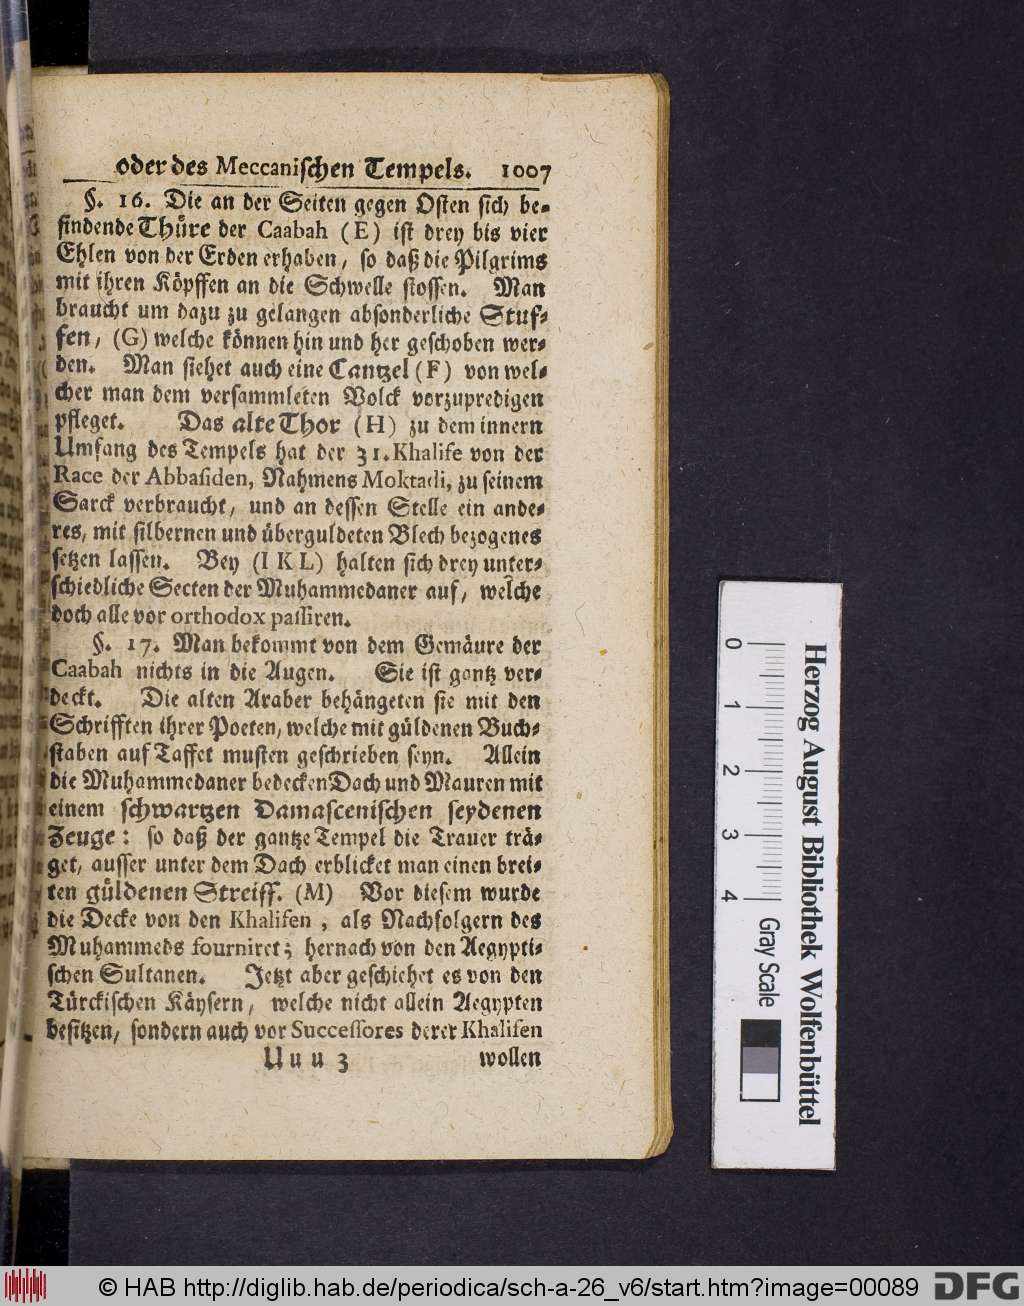 oder des Meccanischen Tempels. 1007
§. 16. Die an der Seiten gegen Osten sich be-
findende Thüre der Caabah (E) ist drey bis vier
Ehlen von der Erden erhaben, so daß die Pilgrims
mit ihren Köpffen an die Schwelle stossen. Man
braucht um dazu zu gelangen absonderliche Stuf-
fen, (G) welche können hin und her geschoben wer-
den. Man siehet auch eine Cantzel (F) von wel-
cher man dem versammleten Volck vorzupredigen
pfleget. Das alte Thor (H) zu dem innern
Umfang des Tempels hat der 31. Khalife von der
Race der Abbasiden, Nahmens Moktadi, zu seinem
Sarck verbraucht, und an dessen Stelle ein ande-
res, mit silbernen und überguldeten Blech bezogenes
setzen lassen. Bey (I K L) halten sich drey unter-
schiedliche Secten der Muhammedaner auf, welche
doch alle vor orthodox passiren.
§. 17. Man bekommt von dem Gemäure der
Caabah nichts in die Augen. Sie ist gantz ver-
deckt. Die alten Araber behängeten sie mit den
Schrifften ihrer Poeten, welche mit güldenen Buch-
staben auf Taffet musten geschrieben seyn. Allein
die Muhammedaner bedecken Dach und Mauren mit
einem schwartzen Damascenischen seydenen
Zeuge: so daß der gantze Tempel die Trauer trä-
get, ausser unter dem Dach erblicket man einen brei-
ten güldenen Streiff. (M) Vor diesem wurde
die Decke von den Khalifen, als Nachfolgern des
Muhammeds fourniret; hernach von den Aegypti-
schen Sultanen. Jetzt aber geschiehet es von den
Türckischen Käysern, welche nicht allein Aegypten
besitzen, sondern auch vor Successores derer Khalifen
Uuu 3 wollen
0 1 2 3 4 Gray Scale
Herzog August Bibliothek Wolfenbüttel
© HAB http://diglib.hab.de/periodica/sch-a-26_v6/start.htm?image=00089 DFG